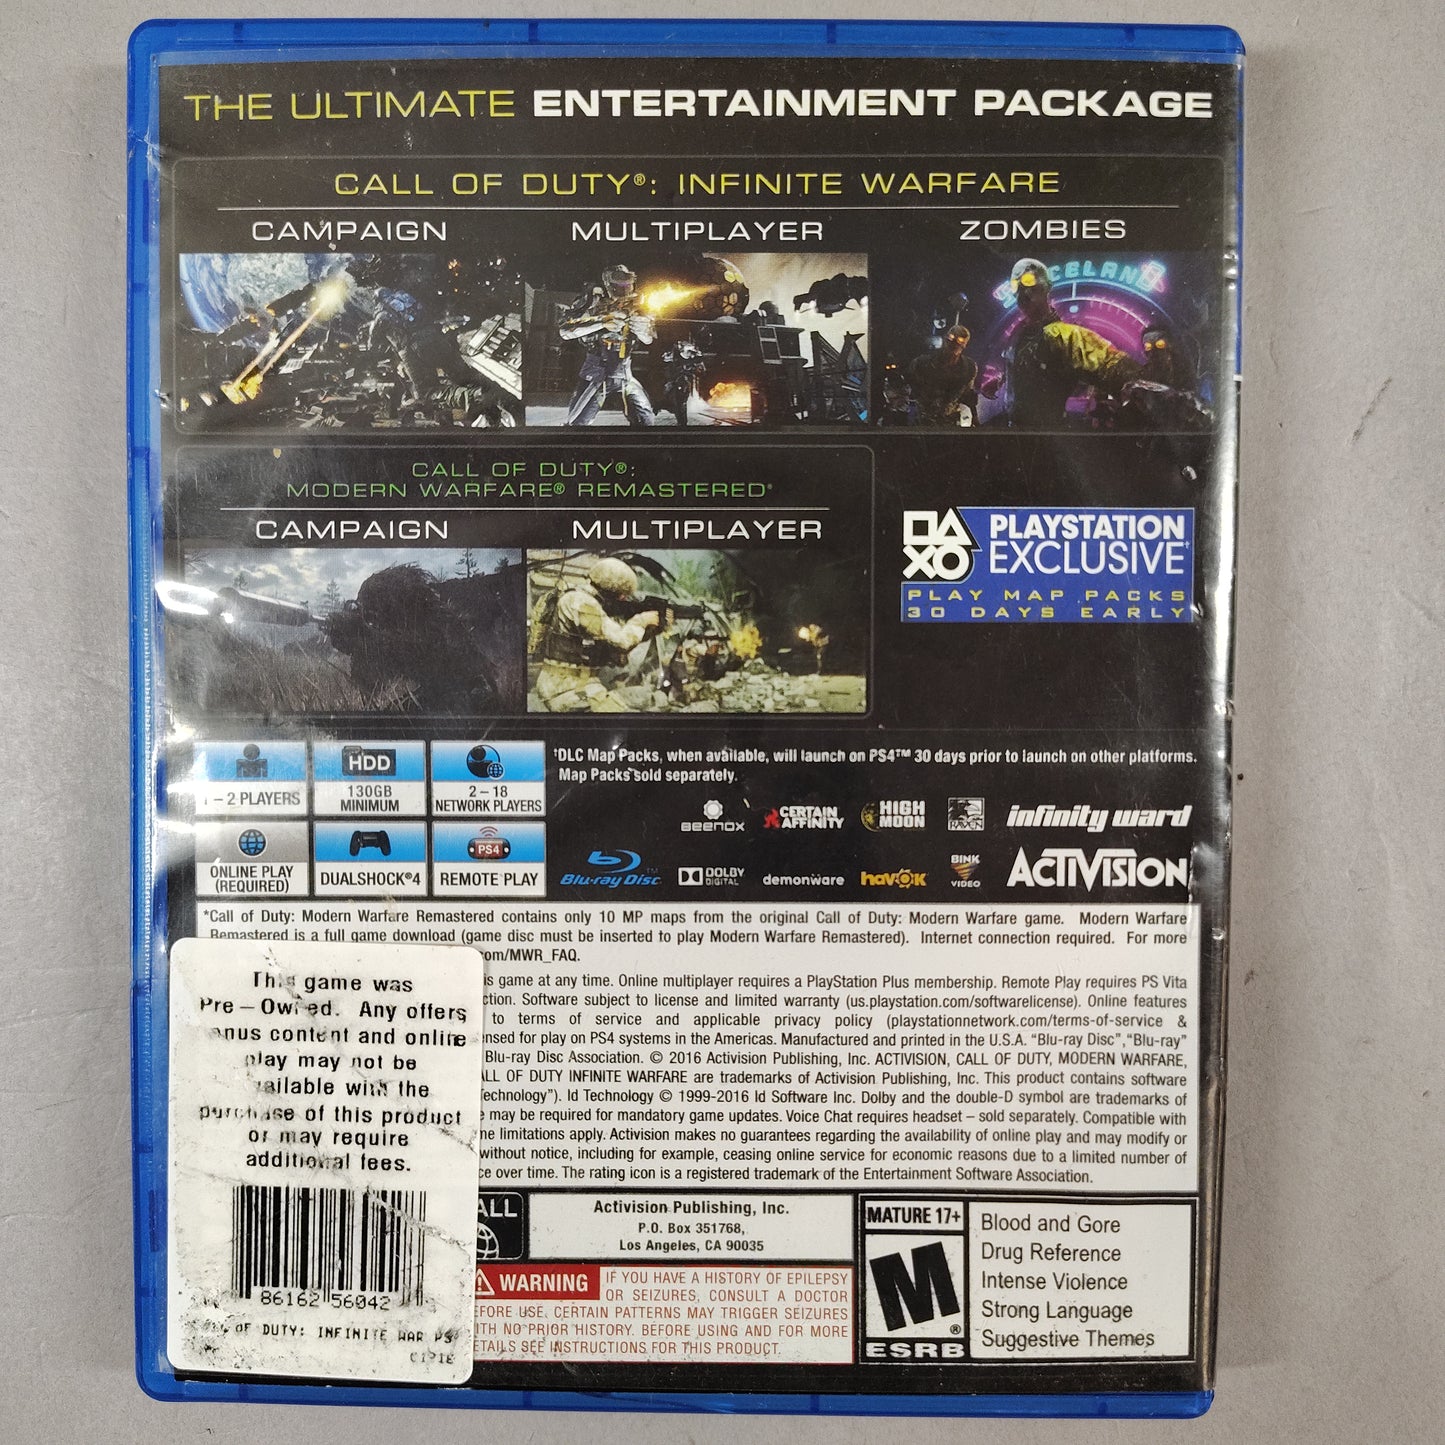 THE ULTIMATE ENTERTAINMENT PACKAGE
CALL OF DUTY®: INFINITE WARFARE
CAMPAIGN MULTIPLAYER ZOMBIES
CELAND
CALL OF DUTY®:
MODERN WARFARE® REMASTERED*
CAMPAIGN MULTIPLAYER
PLAYSTATION
EXCLUSIVE†
PLAY MAP PACKS
30 DAYS EARLY
1 – 2 PLAYERS
HDD
130GB
MINIMUM
2 – 18
NETWORK PLAYERS
ONLINE PLAY
(REQUIRED)
DUALSHOCK®4
PS4
REMOTE PLAY
†DLC Map Packs, when available, will launch on PS4™ 30 days prior to launch on other platforms.
Map Packs sold separately.
BEENOX CERTAIN AFFINITY HIGH MOON RAVEN infinity ward
Blu-ray Disc™ DOLBY DIGITAL demonware havok BINK VIDEO ACTIVISION
*Call of Duty: Modern Warfare Remastered contains only 10 MP maps from the original Call of Duty: Modern Warfare game. Modern Warfare
Remastered is a full game download (game disc must be inserted to play Modern Warfare Remastered). Internet connection required. For more
com/MWR_FAQ.
is game at any time. Online multiplayer requires a PlayStation Plus membership. Remote Play requires PS Vita
ction. Software subject to license and limited warranty (us.playstation.com/softwarelicense). Online features
to terms of service and applicable privacy policy (playstationnetwork.com/terms-of-service &
ensed for play on PS4 systems in the Americas. Manufactured and printed in the U.S.A. “Blu-ray Disc”,“Blu-ray”
Blu-ray Disc Association. © 2016 Activision Publishing, Inc. ACTIVISION, CALL OF DUTY, MODERN WARFARE,
ALL OF DUTY INFINITE WARFARE are trademarks of Activision Publishing, Inc. This product contains software
echnology”). Id Technology © 1999-2016 Id Software Inc. Dolby and the double-D symbol are trademarks of
e may be required for mandatory game updates. Voice Chat requires headset – sold separately. Compatible with
ne limitations apply. Activision makes no guarantees regarding the availability of online play and may modify or
without notice, including for example, ceasing online service for economic reasons due to a limited number of
ce over time. The rating icon is a registered trademark of the Entertainment Software Association.
This game was
Pre-Owned. Any offers
onus content and online
play may not be
available with the
purchase of this product
or may require
additional fees.
86162 56042
OF DUTY: INFINITE WAR PS
ALL
Activision Publishing, Inc.
P.O. Box 351768,
Los Angeles, CA 90035
WARNING IF YOU HAVE A HISTORY OF EPILEPSY
OR SEIZURES, CONSULT A DOCTOR
EFORE USE. CERTAIN PATTERNS MAY TRIGGER SEIZURES
ITH NO PRIOR HISTORY. BEFORE USING AND FOR MORE
ETAILS SEE INSTRUCTIONS FOR THIS PRODUCT.
MATURE 17+
M®
ESRB
Blood and Gore
Drug Reference
Intense Violence
Strong Language
Suggestive Themes